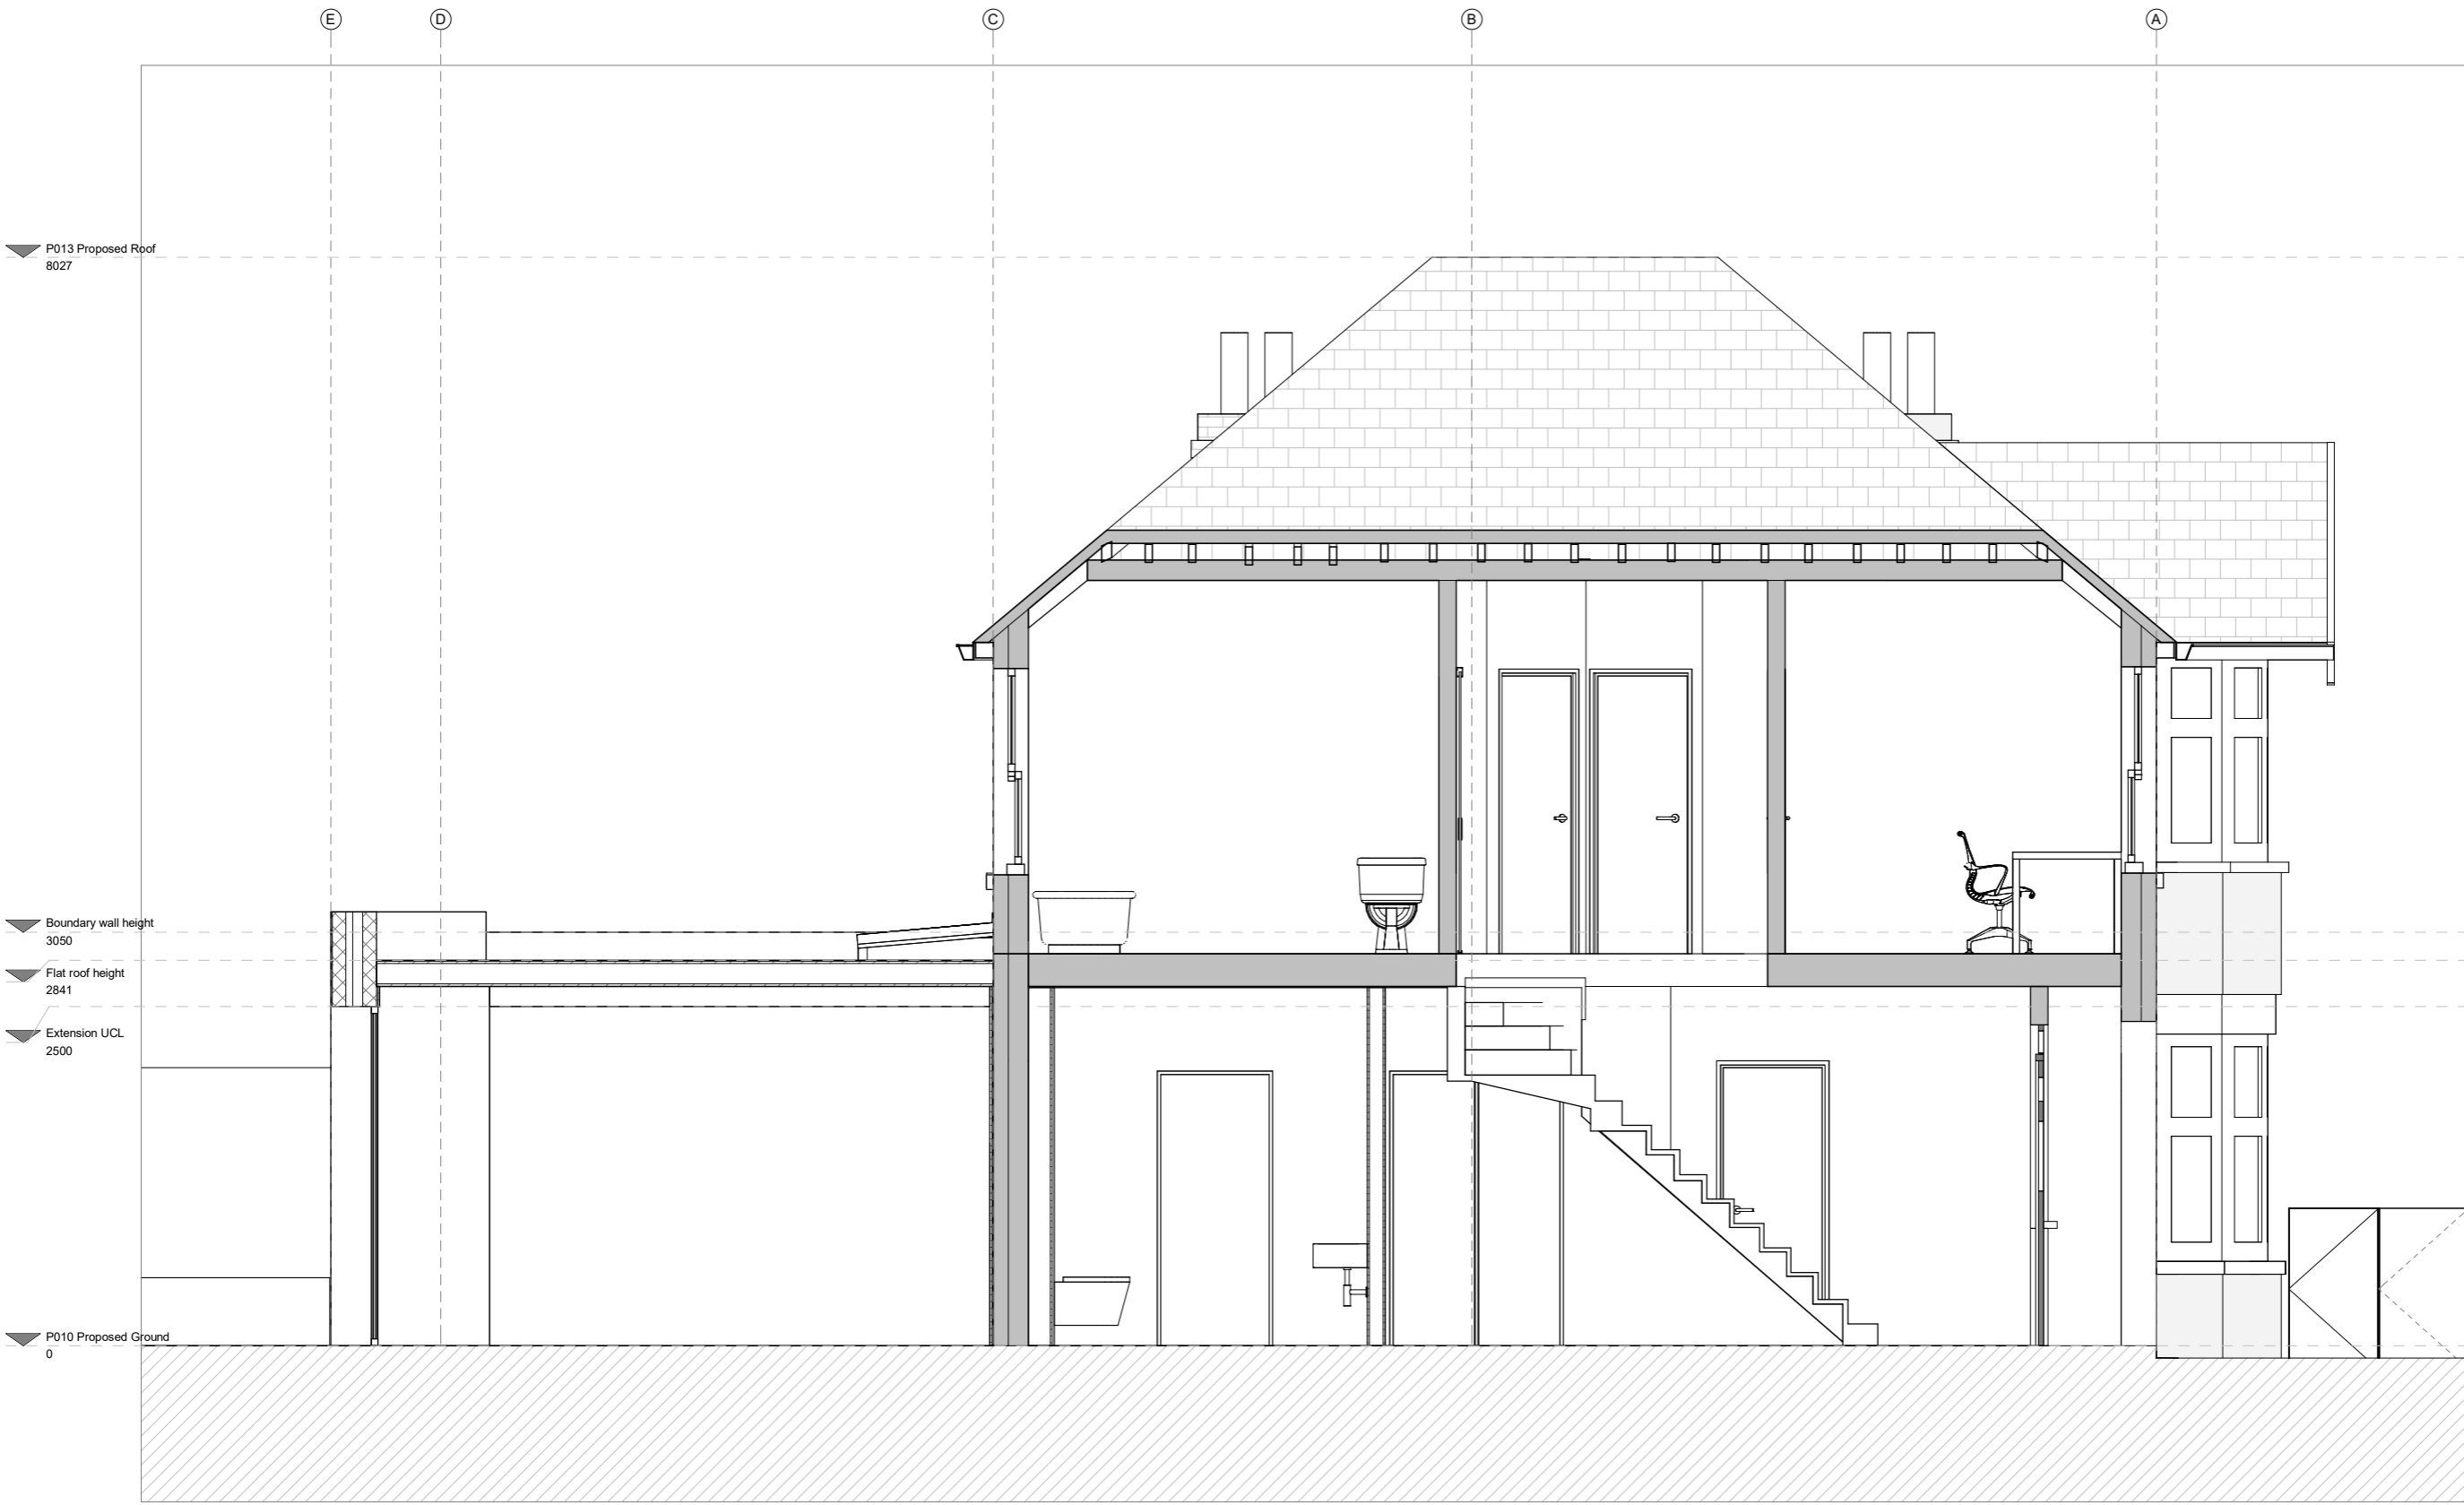 E
D
C
B
A
P013 Proposed Roof
8027
Boundary wall height
3050
Flat roof height
2841
Extension UCL
2500
P010 Proposed Ground
0